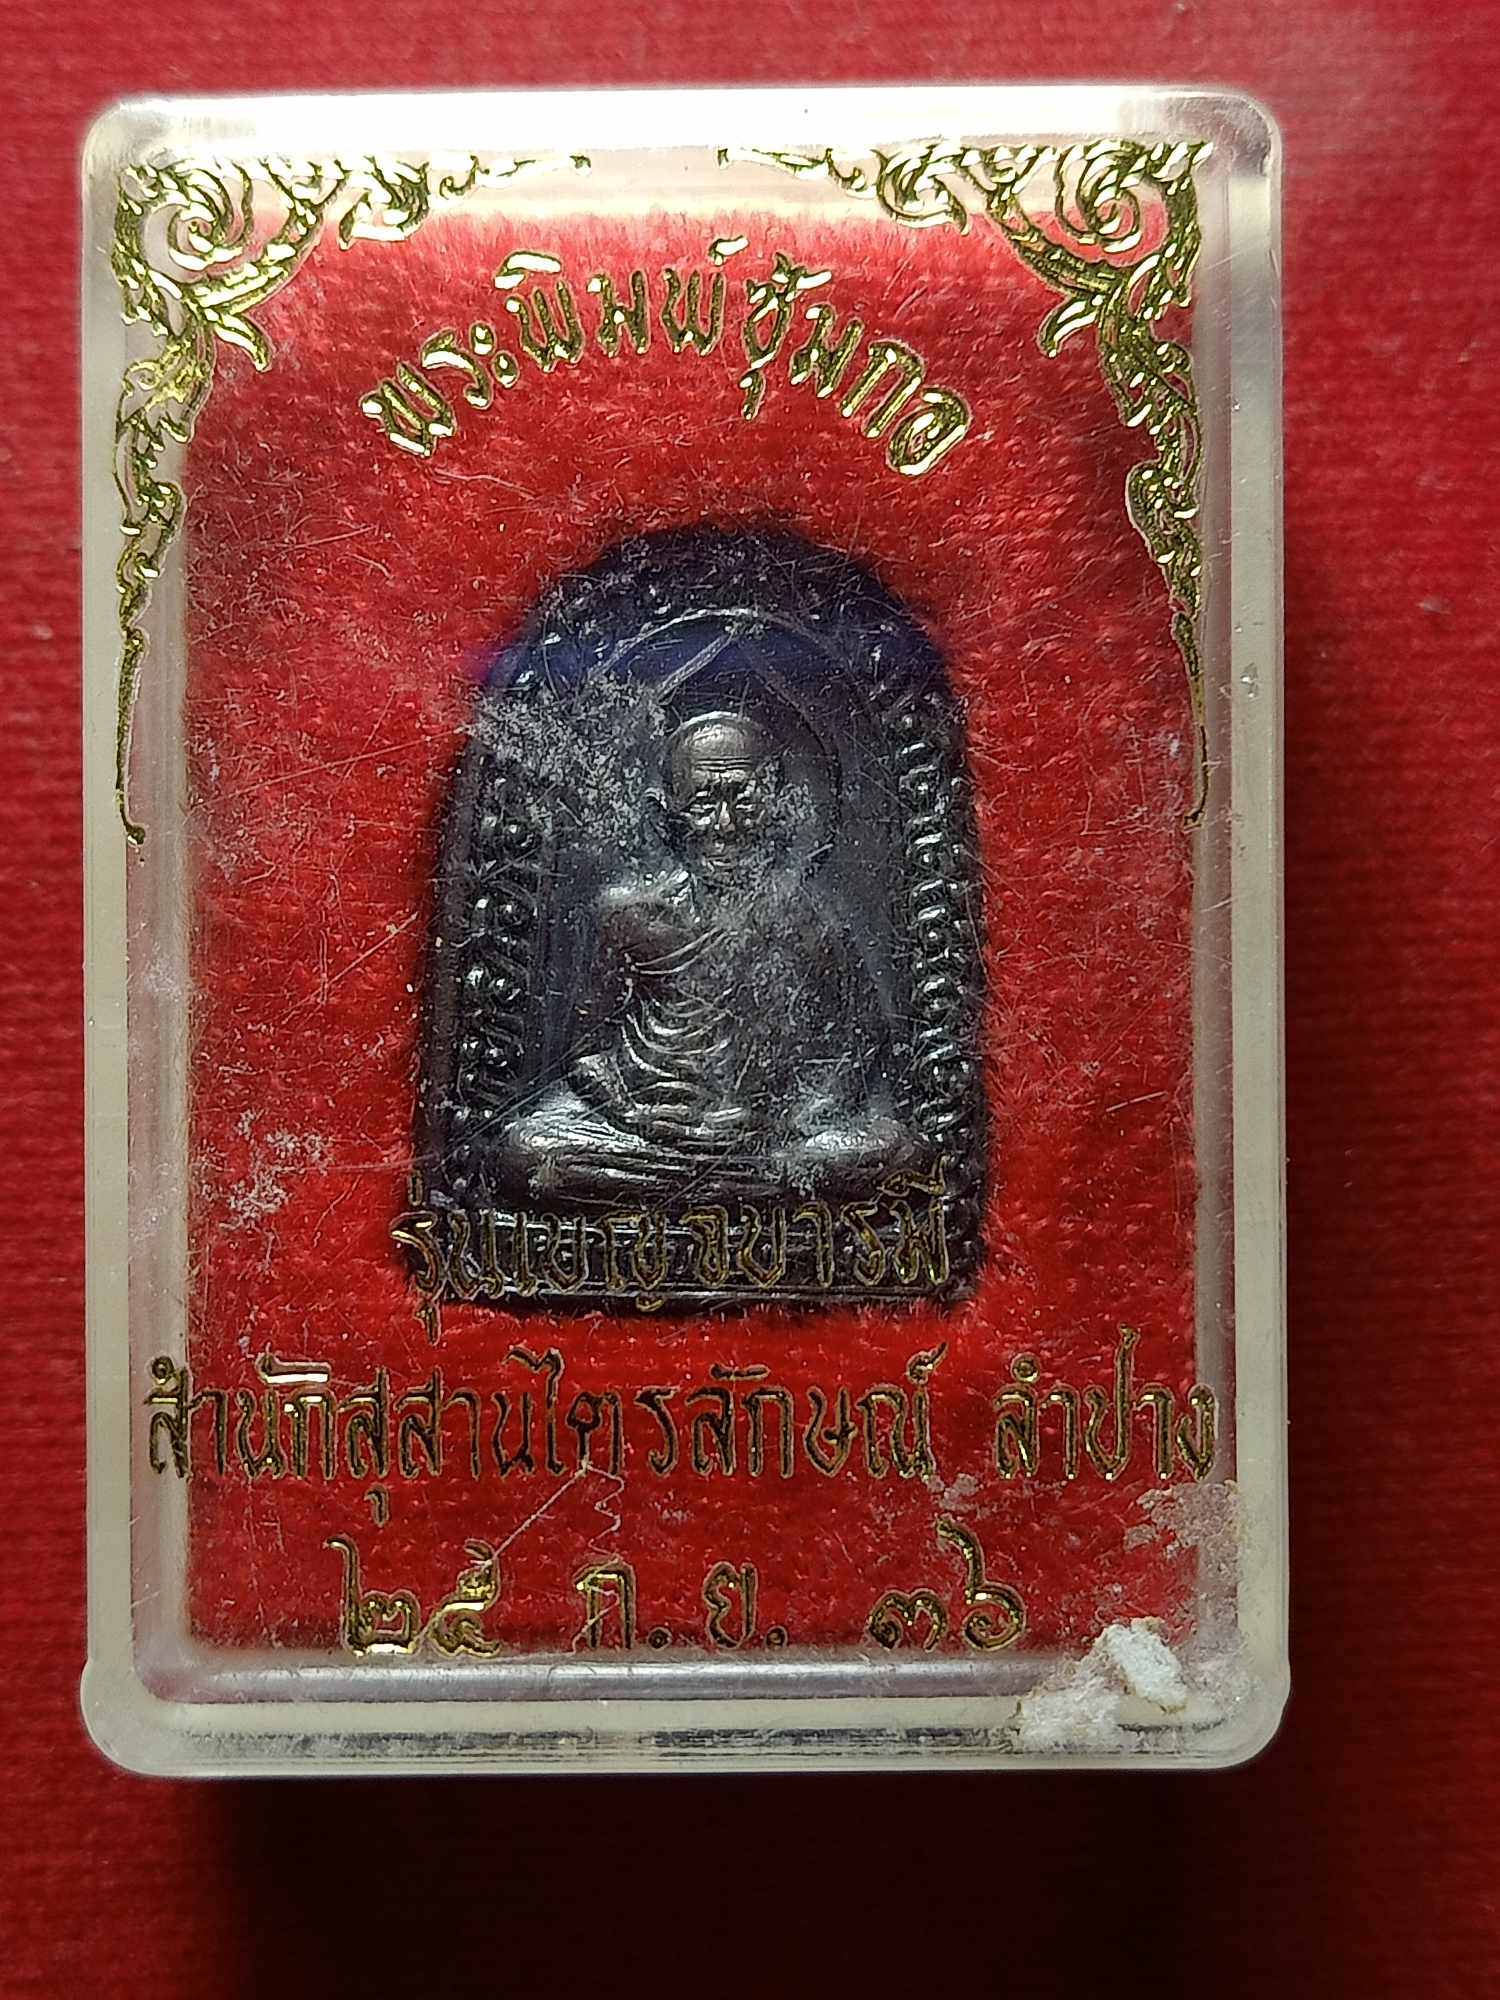 พระพิมพ์ซุ้มกอ
รุ่นเบญจบารมี
สำนักสุสานไตรลักษณ์ ลำปาง
๒๕ ก.ย. ๓๖